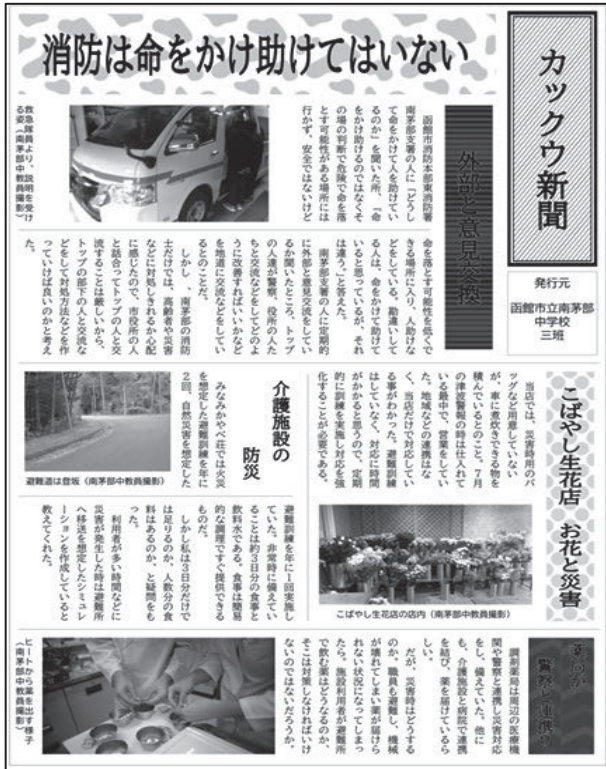 カックウ新聞
発行元
函館市立南茅部
中学校
三班
消防は命をかけ助けてはいない
外部と意見交換
函館市消防本部東消防署
南茅部支署の人に「どうし
て命をかけて人を助けてい
るのか」を聞いた所、「命
をかけ助けるのではなくそ
の場の判断で危険で命を落
とす可能性がある場所には
行かず、安全ではないけど
救急隊員より、説明を受け
る姿(南茅部中教員撮影)
命を落とす可能性を低くで
きる場所に入り、人助けな
どをしている。勘違いして
る人は、命をかけて助けて
いると思っているが、それ
は違う。」と答えた。
南茅部支署の人に定期的
に外部と意見交流をしてい
るか聞いたところ、トップ
の人達が警察、役所の人た
ちと交流などをしてどのよ
うに改善すればいいかなど
を地道に交流などをしてい
るとのことだ。
しかし、南茅部の消防
士だけでは、高齢者や災害
などに対処しきれるか心配
に感じたので、市役所の人
と話合ってトップの人と交
流することは厳しいから、
トップの部下の人と交流な
どをして対処方法などを作
っていけば良いのかと考え
た。
こばやし生花店 お花と災害
当店では、災害時用のバ
ッグなど用意していない
が、車に煮炊きできる物を
積んでいるとのこと。7月
の津波警報の時は仕入れて
いる最中で、営業をしてい
た。地域などの連携はな
く、当店だけで対応してい
る事がわかった。避難訓練
はしていなく、対応に時間
がかかると思うので、定期
的に訓練を実施し対応を強
化することが必要である。
こばやし生花店の店内(南茅部中教員撮影)
介護施設の
防災
みなみかやべ荘では火災
を想定した避難訓練を年に
2回、自然災害を想定した
避難道は登坂(南茅部中教員撮影)
避難訓練を年に1回実施し
ていた。非常時に備えてい
ることは約3日分の食事と
飲料水である。食事は簡易
的な調理ですぐ提供できる
ものだ。
しかし私は3日分だけで
は足りるのか、人数分の食
料はあるのか、と疑問をも
った。
利用者が多い時間などに
災害が発生した時は避難所
へ移送を想定したシミュレ
ーションを作成していると
教えてくれた。
薬局が
警察と連携!?
調剤薬局は周辺の医療機
関や警察と連携し災害対応
をし、備えていた。他に
も、介護施設と病院で連携
を結び、薬を届けているら
しい。
だが、災害時はどうする
のか、職員も避難し、機械
が壊れてしまい薬が届けら
れない状況になってしまっ
たら。施設利用者が避難所
で飲む薬はどうなるのか、
そこは対策しなければいけ
ないのではないだろうか。
ヒートから薬を出す様子
(南茅部中教員撮影)